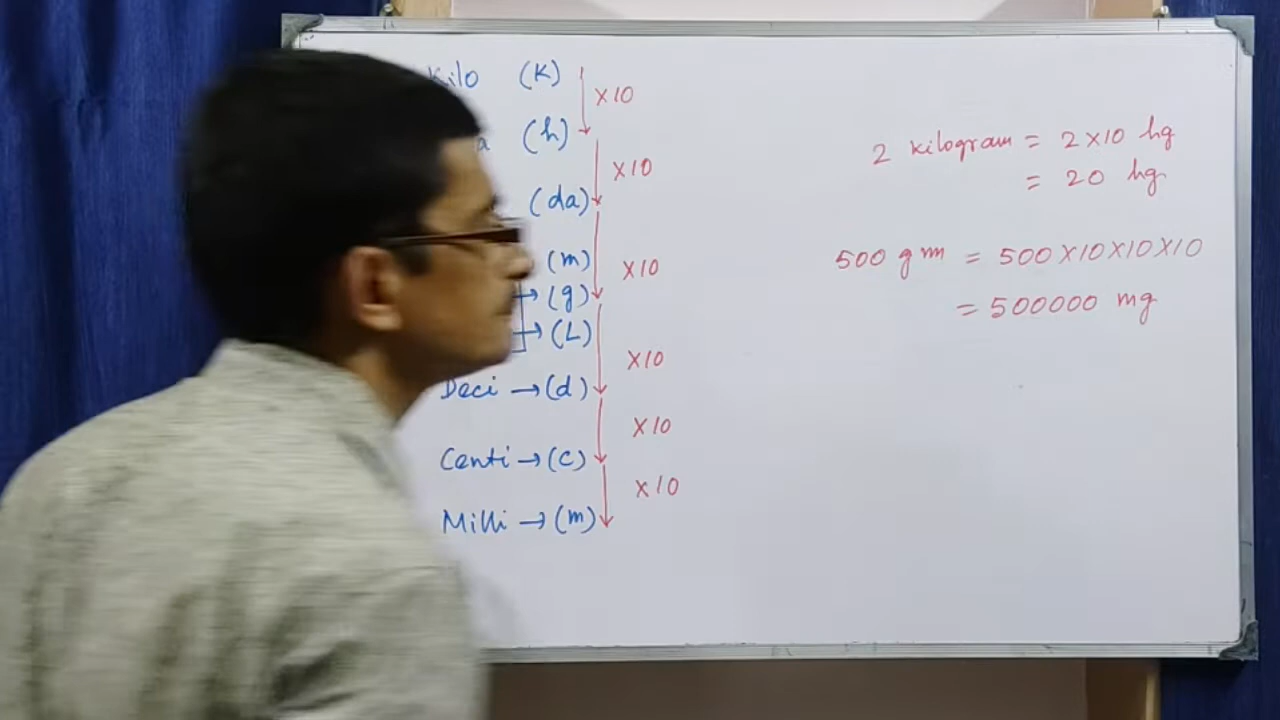 Kilo (K)
×10
(h)
×10
(da)
(m)
→ (g)
×10
→ (L)
×10
Deci → (d)
×10
Centi → (c)
×10
Milli → (m)
2 kilogram = 2×10 hg
= 20 hg
500 gm = 500×10×10×10
= 500000 mg